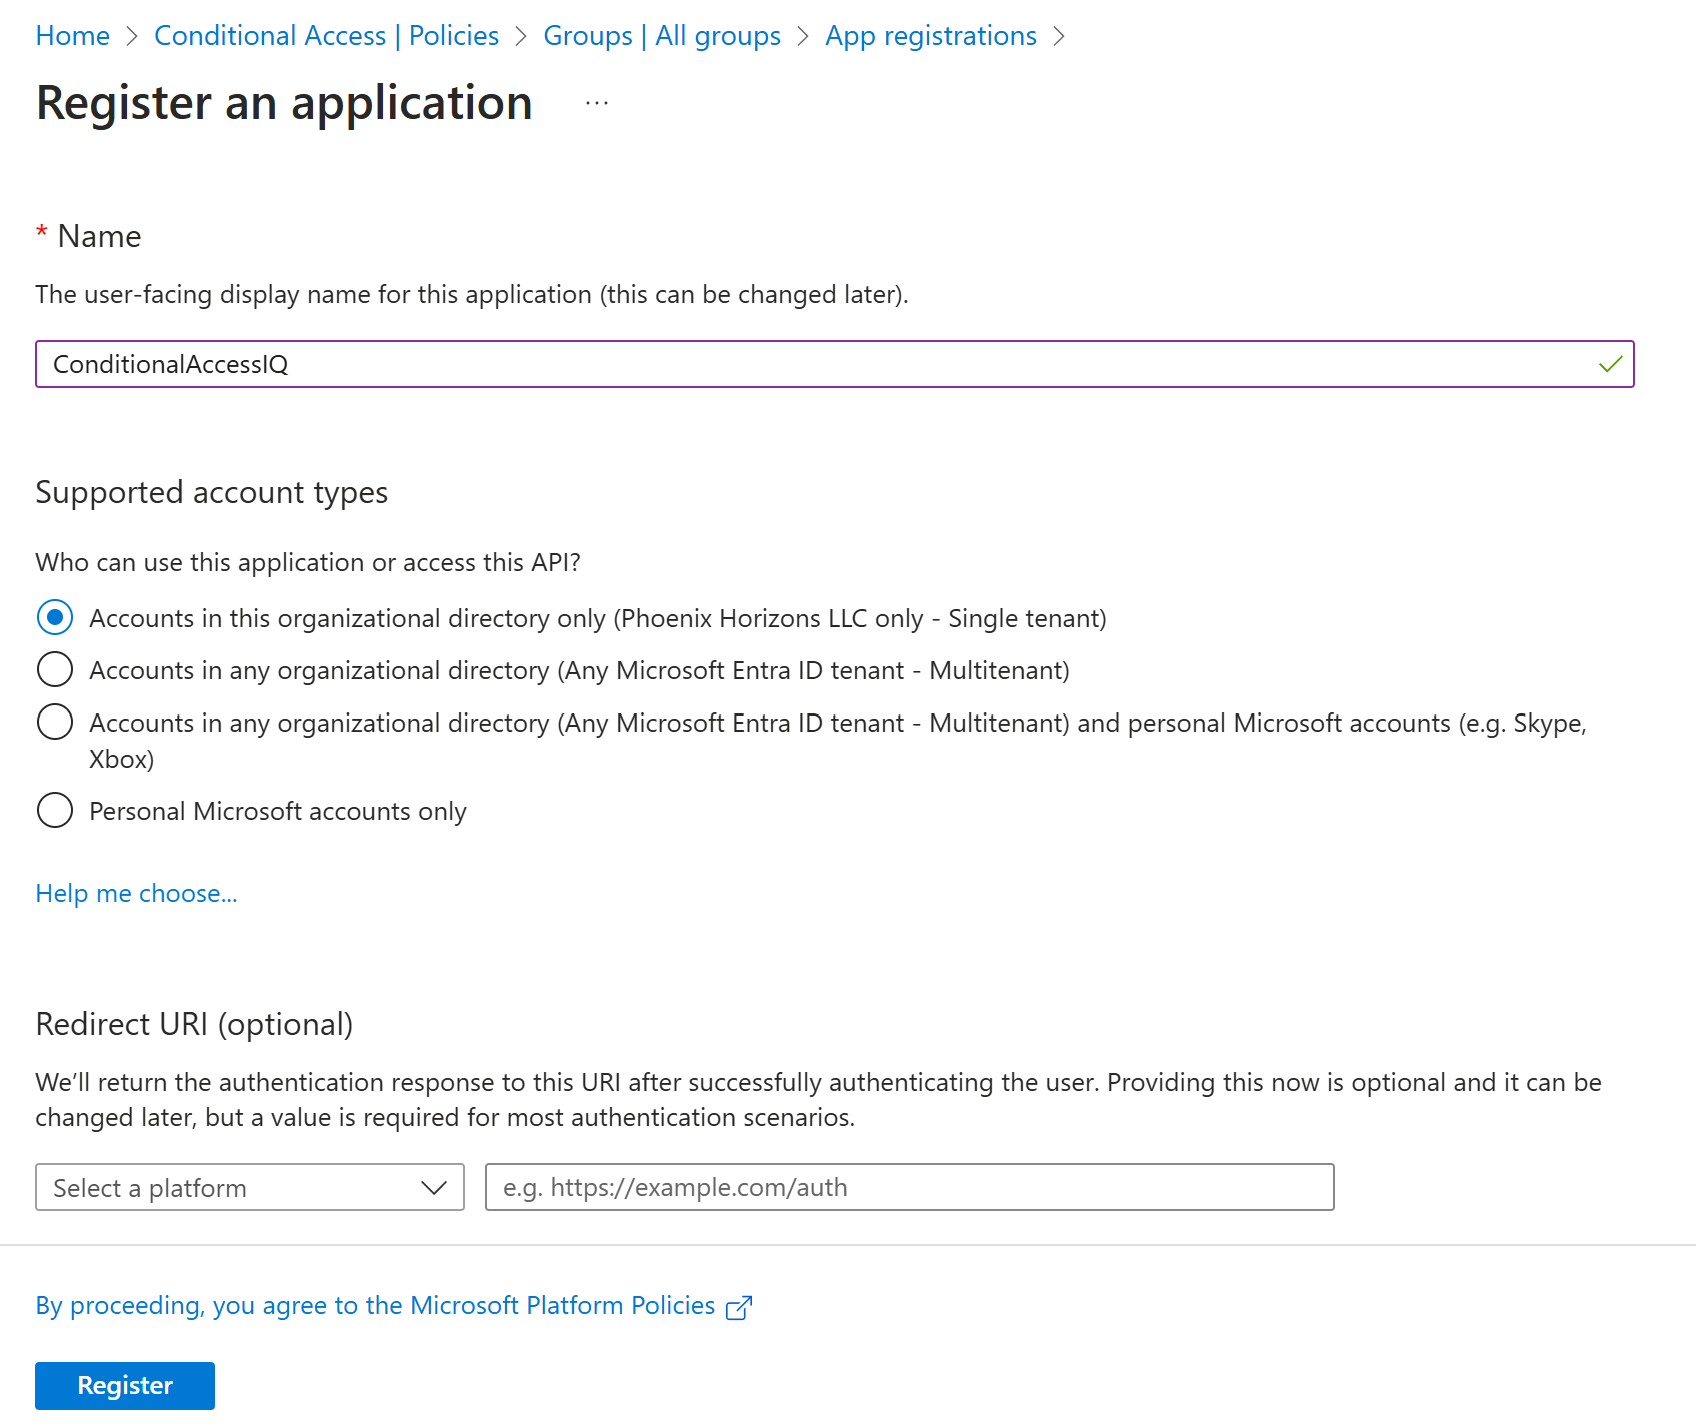 Home > Conditional Access | Policies > Groups | All groups > App registrations >
Register an application ...
* Name
The user-facing display name for this application (this can be changed later).
ConditionalAccessIQ
Supported account types
Who can use this application or access this API?
Accounts in this organizational directory only (Phoenix Horizons LLC only - Single tenant)
Accounts in any organizational directory (Any Microsoft Entra ID tenant - Multitenant)
Accounts in any organizational directory (Any Microsoft Entra ID tenant - Multitenant) and personal Microsoft accounts (e.g. Skype,
Xbox)
Personal Microsoft accounts only
Help me choose...
Redirect URI (optional)
We’ll return the authentication response to this URI after successfully authenticating the user. Providing this now is optional and it can be
changed later, but a value is required for most authentication scenarios.
Select a platform
e.g. https://example.com/auth
By proceeding, you agree to the Microsoft Platform Policies
Register